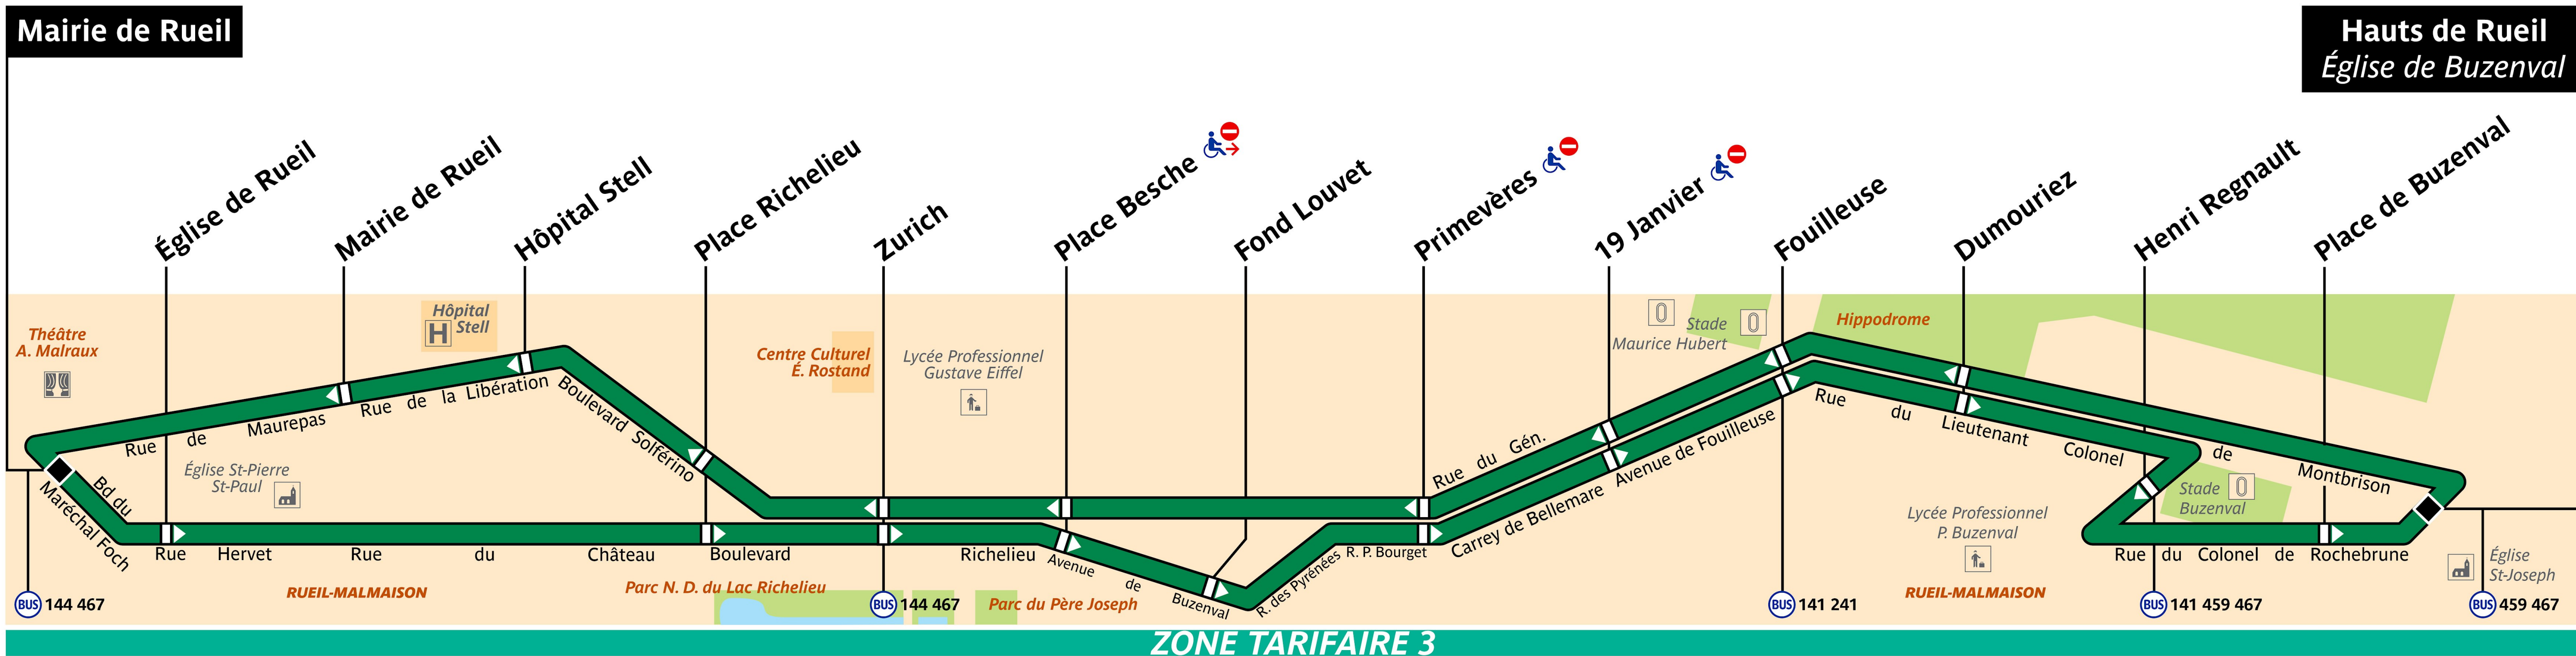 Mairie de Rueil
Hauts de Rueil
Église de Buzenval
Église de Rueil
Mairie de Rueil
Hôpital Stell
Place Richelieu
Zurich
Place Besche
Fond Louvet
Primevères
19 Janvier
Fouilleuse
Dumouriez
Henri Regnault
Place de Buzenval
Théâtre
A. Malraux
Hôpital
H Stell
Centre Culturel
É. Rostand
Lycée Professionnel
Gustave Eiffel
Stade
Maurice Hubert
Hippodrome
Rue de Maurepas
Rue de la Libération
Boulevard Solférino
Rue du Gén.
Rue du Lieutenant Colonel de Montbrison
Église St-Pierre
St-Paul
Bd du
Maréchal Foch
Rue Hervet
Rue du Château
Boulevard Richelieu
Avenue de Buzenval
R. des Pyrénées
R. P. Bourget
Carrey de Bellemare
Avenue de Fouilleuse
Stade
Buzenval
Lycée Professionnel
P. Buzenval
Rue du Colonel de Rochebrune
Église
St-Joseph
RUEIL-MALMAISON
Parc N. D. du Lac Richelieu
Parc du Père Joseph
RUEIL-MALMAISON
BUS 144 467
BUS 144 467
BUS 141 241
BUS 141 459 467
BUS 459 467
ZONE TARIFAIRE 3